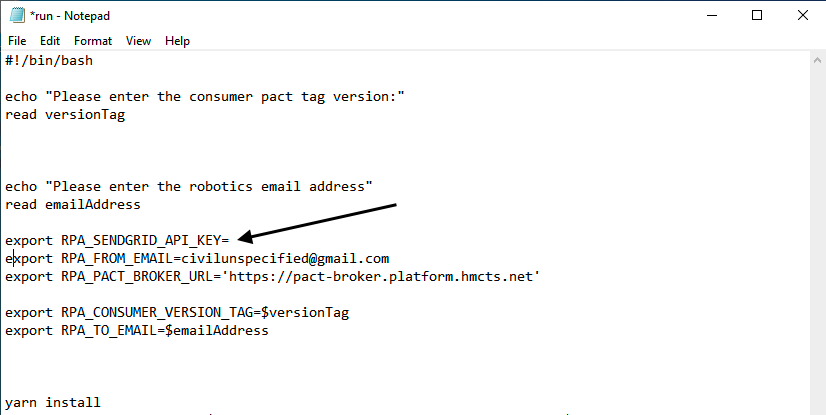 *run - Notepad
File Edit Format View Help
#!/bin/bash
echo "Please enter the consumer pact tag version:"
read versionTag
echo "Please enter the robotics email address"
read emailAddress
export RPA_SENDGRID_API_KEY=
export RPA_FROM_EMAIL=civilunspecified@gmail.com
export RPA_PACT_BROKER_URL='https://pact-broker.platform.hmcts.net'
export RPA_CONSUMER_VERSION_TAG=$versionTag
export RPA_TO_EMAIL=$emailAddress
yarn install